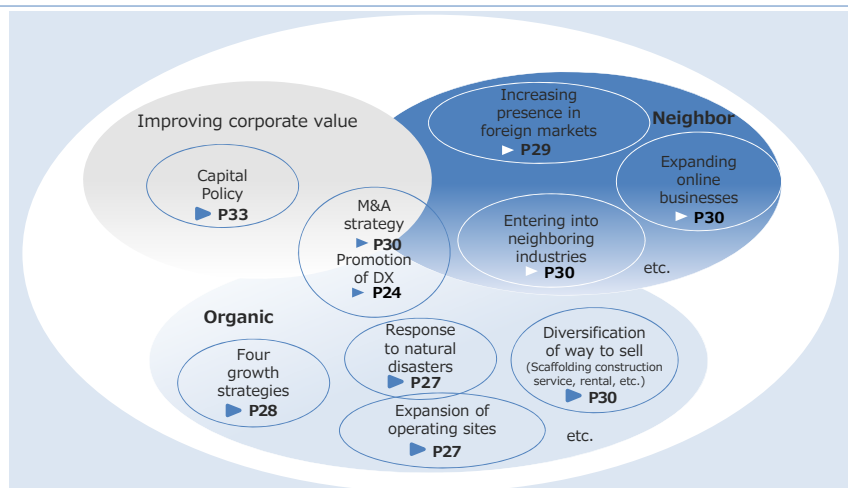 Improving corporate value
Capital
Policy
P33
M&A
strategy
P30
Promotion
of DX
P24
Increasing
presence in
foreign markets
P29
Neighbor
Expanding
online
businesses
P30
Entering into
neighboring
industries
P30
etc.
Organic
Four
growth
strategies
P28
Response
to natural
disasters
P27
Expansion of
operating sites
P27
Diversification
of way to sell
(Scaffolding construction
service, rental, etc.)
P30
etc.